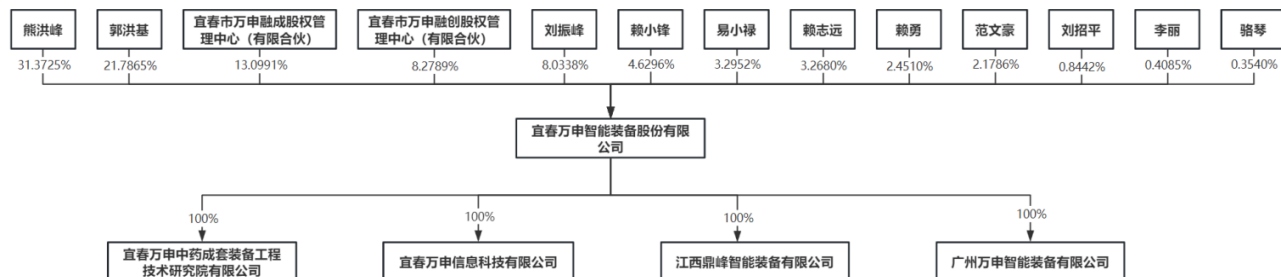 熊洪峰
郭洪基
宜春市万申融成股权管
理中心（有限合伙）
宜春市万申融创股权管
理中心（有限合伙）
刘振峰
赖小锋
易小禄
赖志远
赖勇
范文豪
刘招平
李丽
骆琴
31.3725%
21.7865%
13.0991%
8.2789%
8.0338%
4.6296%
3.2952%
3.2680%
2.4510%
2.1786%
0.8442%
0.4085%
0.3540%
宜春万申智能装备股份有限
公司
100%
100%
100%
100%
宜春万申中药成套装备工程
技术研究院有限公司
宜春万申信息科技有限公司
江西鼎峰智能装备有限公司
广州万申智能装备有限公司